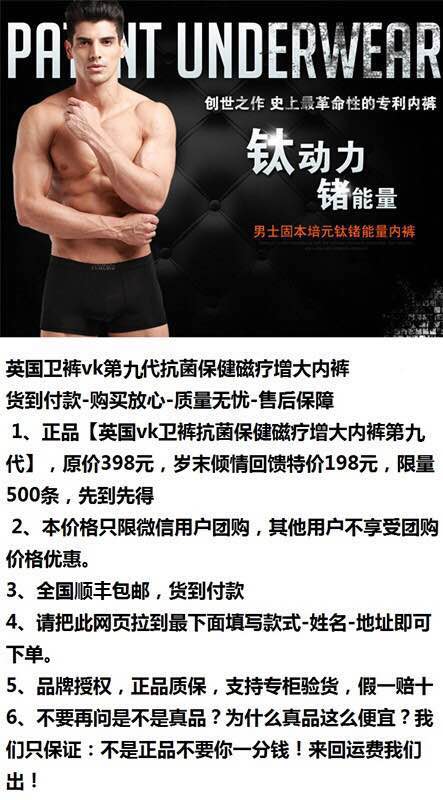 PATENT UNDERWEAR
创世之作 史上最革命性的专利内裤
钛动力
锗能量
男士固本培元钛锗能量内裤
英国卫裤vk第九代抗菌保健磁疗增大内裤
货到付款-购买放心-质量无忧-售后保障
1、正品【英国vk卫裤抗菌保健磁疗增大内裤第九
代】，原价398元，岁末倾情回馈特价198元，限量
500条，先到先得
2、本价格只限微信用户团购，其他用户不享受团购
价格优惠。
3、全国顺丰包邮，货到付款
4、请把此网页拉到最下面填写款式-姓名-地址即可
下单。
5、品牌授权，正品质保，支持专柜验货，假一赔十
6、不要再问是不是真品？为什么真品这么便宜？我
们只保证：不是正品不要你一分钱！来回运费我们
出！